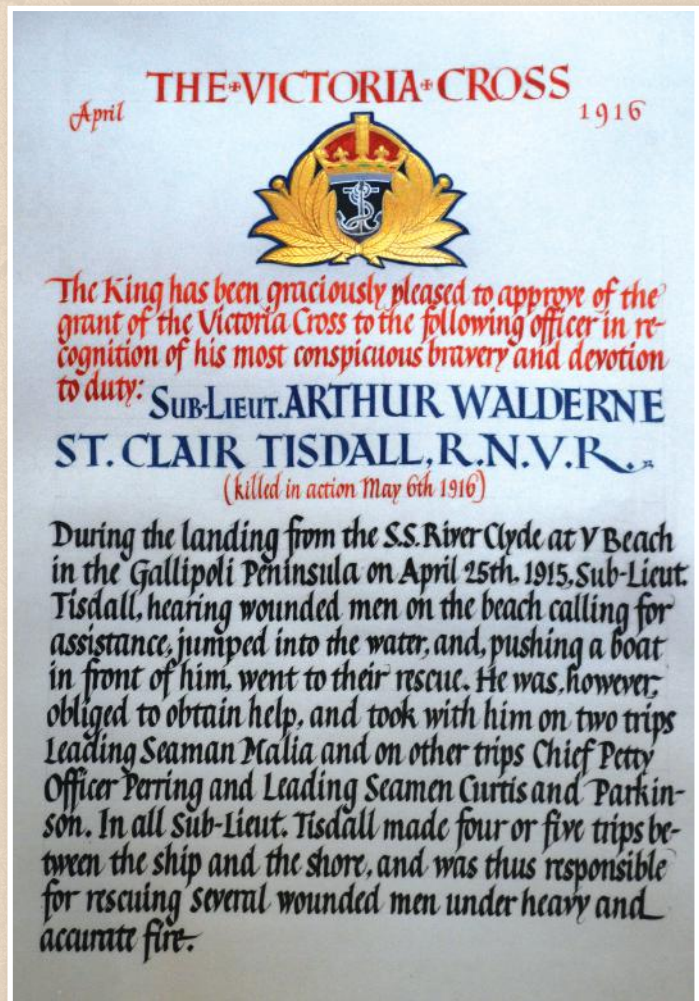 THE VICTORIA CROSS
April 1916
The King has been graciously pleased to approve of the
grant of the Victoria Cross to the following officer in re-
cognition of his most conspicuous bravery and devotion
to duty: SUB-LIEUT. ARTHUR WALDERNE
ST. CLAIR TISDALL, R.N.V.R.
(killed in action May 6th 1916)
During the landing from the S.S. River Clyde at V Beach
in the Gallipoli Peninsula on April 25th. 1915, Sub-Lieut.
Tisdall, hearing wounded men on the beach calling for
assistance, jumped into the water, and, pushing a boat
in front of him, went to their rescue. He was, however,
obliged to obtain help, and took with him on two trips
Leading Seaman Malia and on other trips Chief Petty
Officer Perring and Leading Seamen Curtis and Parkin-
son. In all Sub-Lieut. Tisdall made four or five trips be-
tween the ship and the shore, and was thus responsible
for rescuing several wounded men under heavy and
accurate fire.